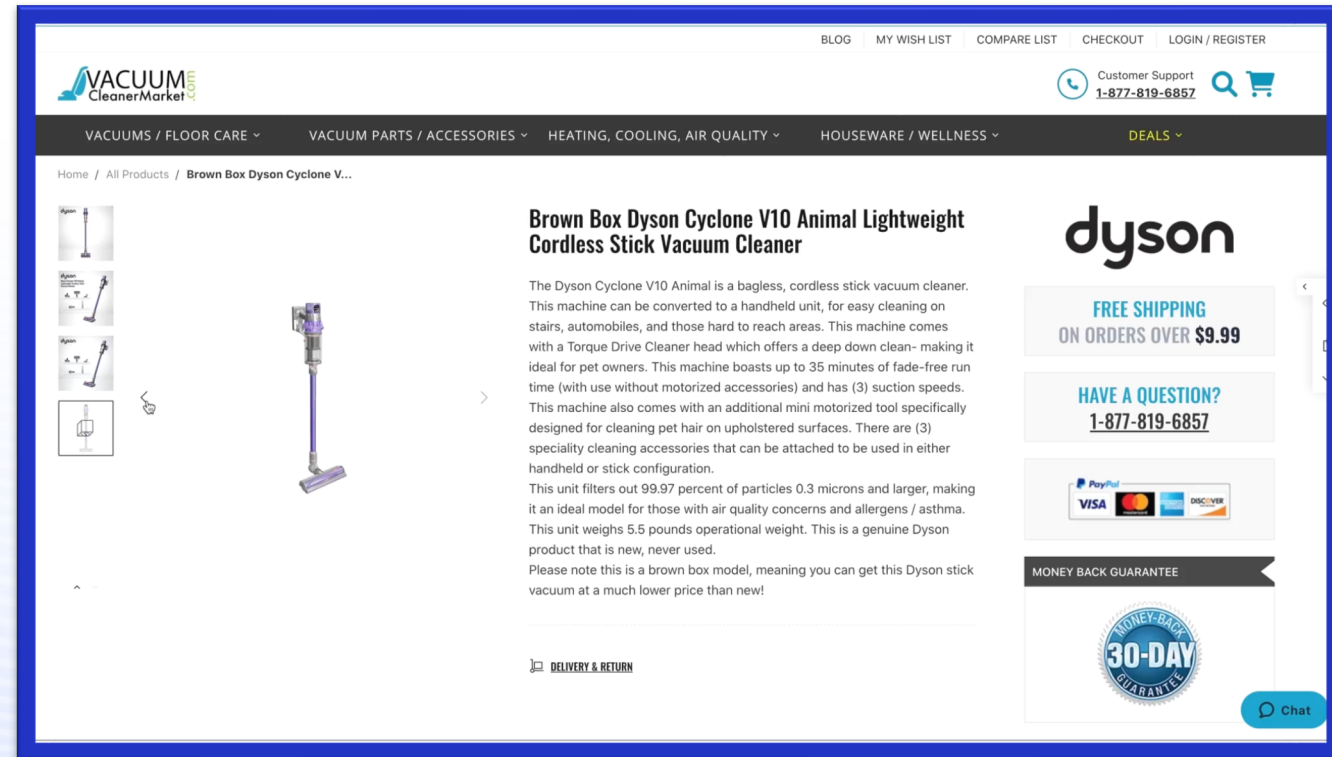 BLOG MY WISH LIST COMPARE LIST CHECKOUT LOGIN / REGISTER
VACUUM
CleanerMarket
.com
Customer Support
1-877-819-6857
VACUUMS / FLOOR CARE VACUUM PARTS / ACCESSORIES HEATING, COOLING, AIR QUALITY HOUSEWARE / WELLNESS DEALS
Home / All Products / Brown Box Dyson Cyclone V...
dyson
dyson
dyson
Brown Box Dyson Cyclone V10 Animal Lightweight
Cordless Stick Vacuum Cleaner
The Dyson Cyclone V10 Animal is a bagless, cordless stick vacuum cleaner.
This machine can be converted to a handheld unit, for easy cleaning on
stairs, automobiles, and those hard to reach areas. This machine comes
with a Torque Drive Cleaner head which offers a deep down clean- making it
ideal for pet owners. This machine boasts up to 35 minutes of fade-free run
time (with use without motorized accessories) and has (3) suction speeds.
This machine also comes with an additional mini motorized tool specifically
designed for cleaning pet hair on upholstered surfaces. There are (3)
speciality cleaning accessories that can be attached to be used in either
handheld or stick configuration.
This unit filters out 99.97 percent of particles 0.3 microns and larger, making
it an ideal model for those with air quality concerns and allergens / asthma.
This unit weighs 5.5 pounds operational weight. This is a genuine Dyson
product that is new, never used.
Please note this is a brown box model, meaning you can get this Dyson stick
vacuum at a much lower price than new!
DELIVERY & RETURN
dyson
FREE SHIPPING
ON ORDERS OVER $9.99
HAVE A QUESTION?
1-877-819-6857
PayPal
VISA mastercard DISCOVER
MONEY BACK GUARANTEE
MONEY-BACK
30-DAY
GUARANTEE
Chat